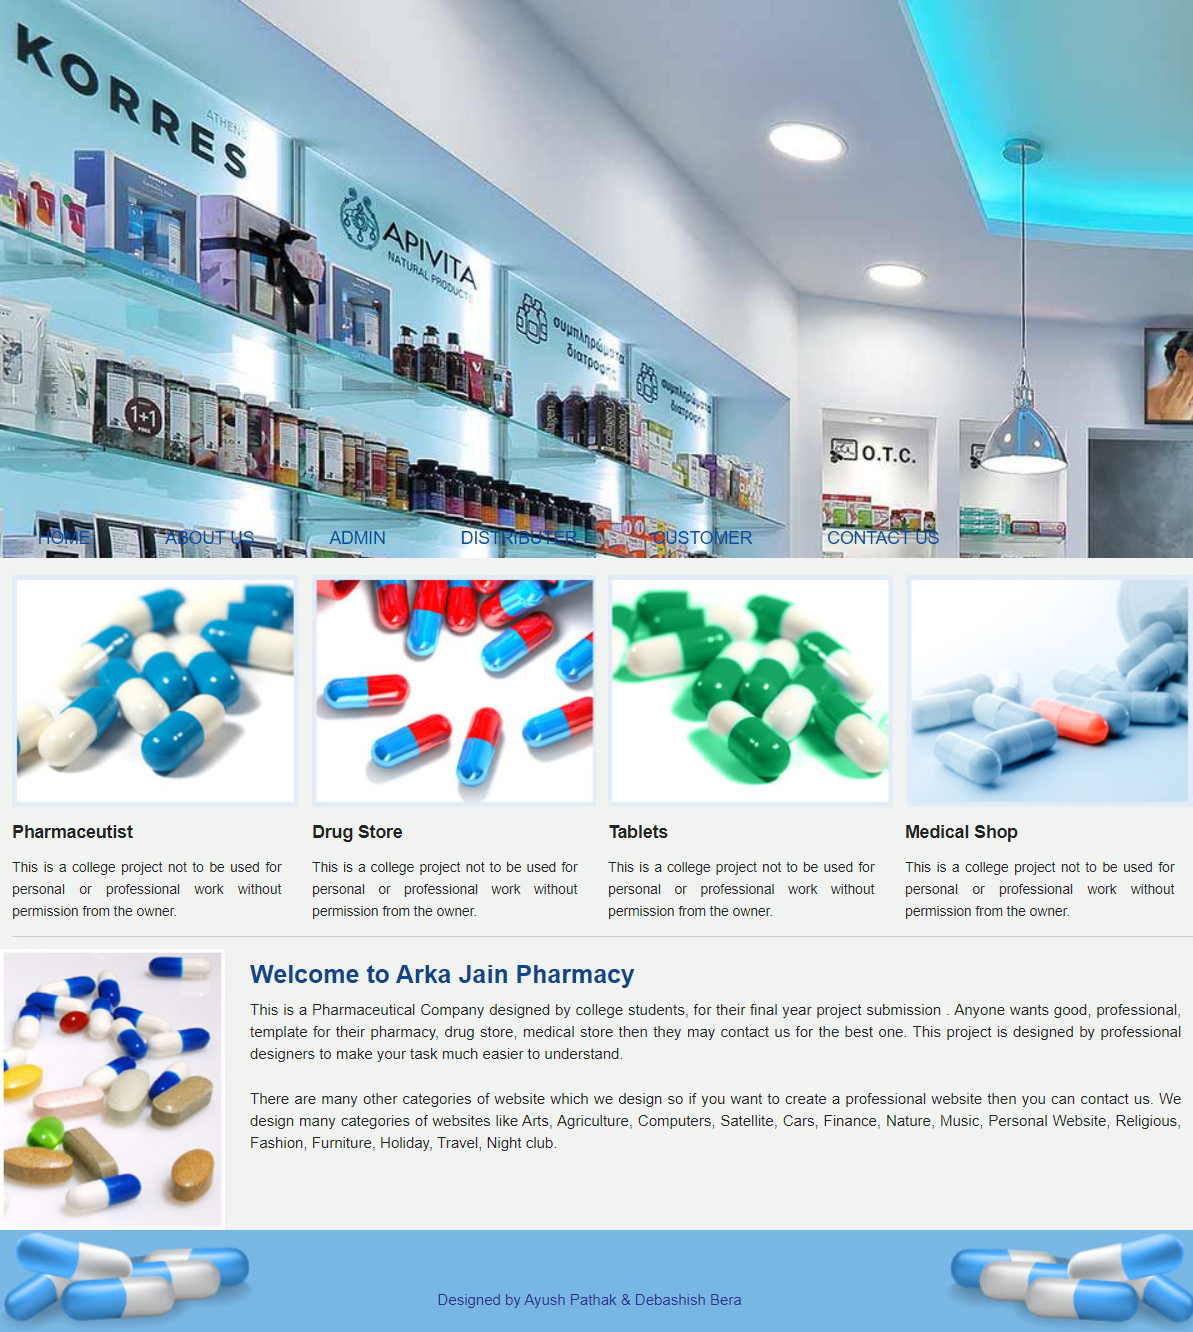 KORRES
ATHENS
APIVITA
NATURAL PRODUCTS
συμπληρώματα
διατροφής
συμπληρώματα
διατροφής
1+1
collagen
collagen
collagen
O.T.C.
HOME ABOUT US ADMIN DISTRIBUTER CUSTOMER CONTACT US
Pharmaceutist
This is a college project not to be used for
personal or professional work without
permission from the owner.
Drug Store
This is a college project not to be used for
personal or professional work without
permission from the owner.
Tablets
This is a college project not to be used for
personal or professional work without
permission from the owner.
Medical Shop
This is a college project not to be used for
personal or professional work without
permission from the owner.
Welcome to Arka Jain Pharmacy
This is a Pharmaceutical Company designed by college students, for their final year project submission . Anyone wants good, professional,
template for their pharmacy, drug store, medical store then they may contact us for the best one. This project is designed by professional
designers to make your task much easier to understand.
There are many other categories of website which we design so if you want to create a professional website then you can contact us. We
design many categories of websites like Arts, Agriculture, Computers, Satellite, Cars, Finance, Nature, Music, Personal Website, Religious,
Fashion, Furniture, Holiday, Travel, Night club.
Designed by Ayush Pathak & Debashish Bera